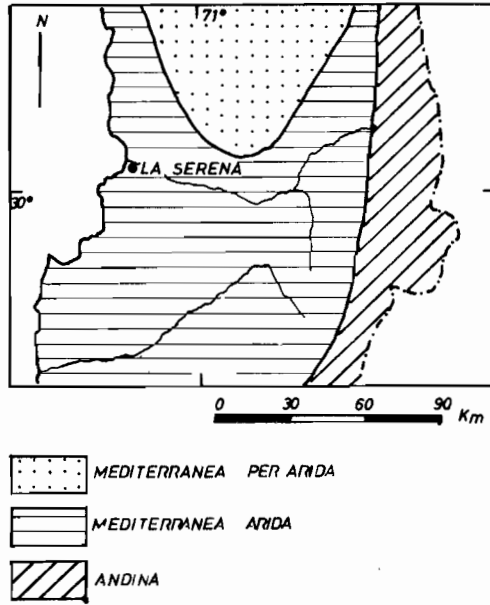 71°
N
LA SERENA
30°
0 30 60 90 Km
MEDITERRANEA PER ARIDA
MEDITERRANEA ARIDA
ANDINA